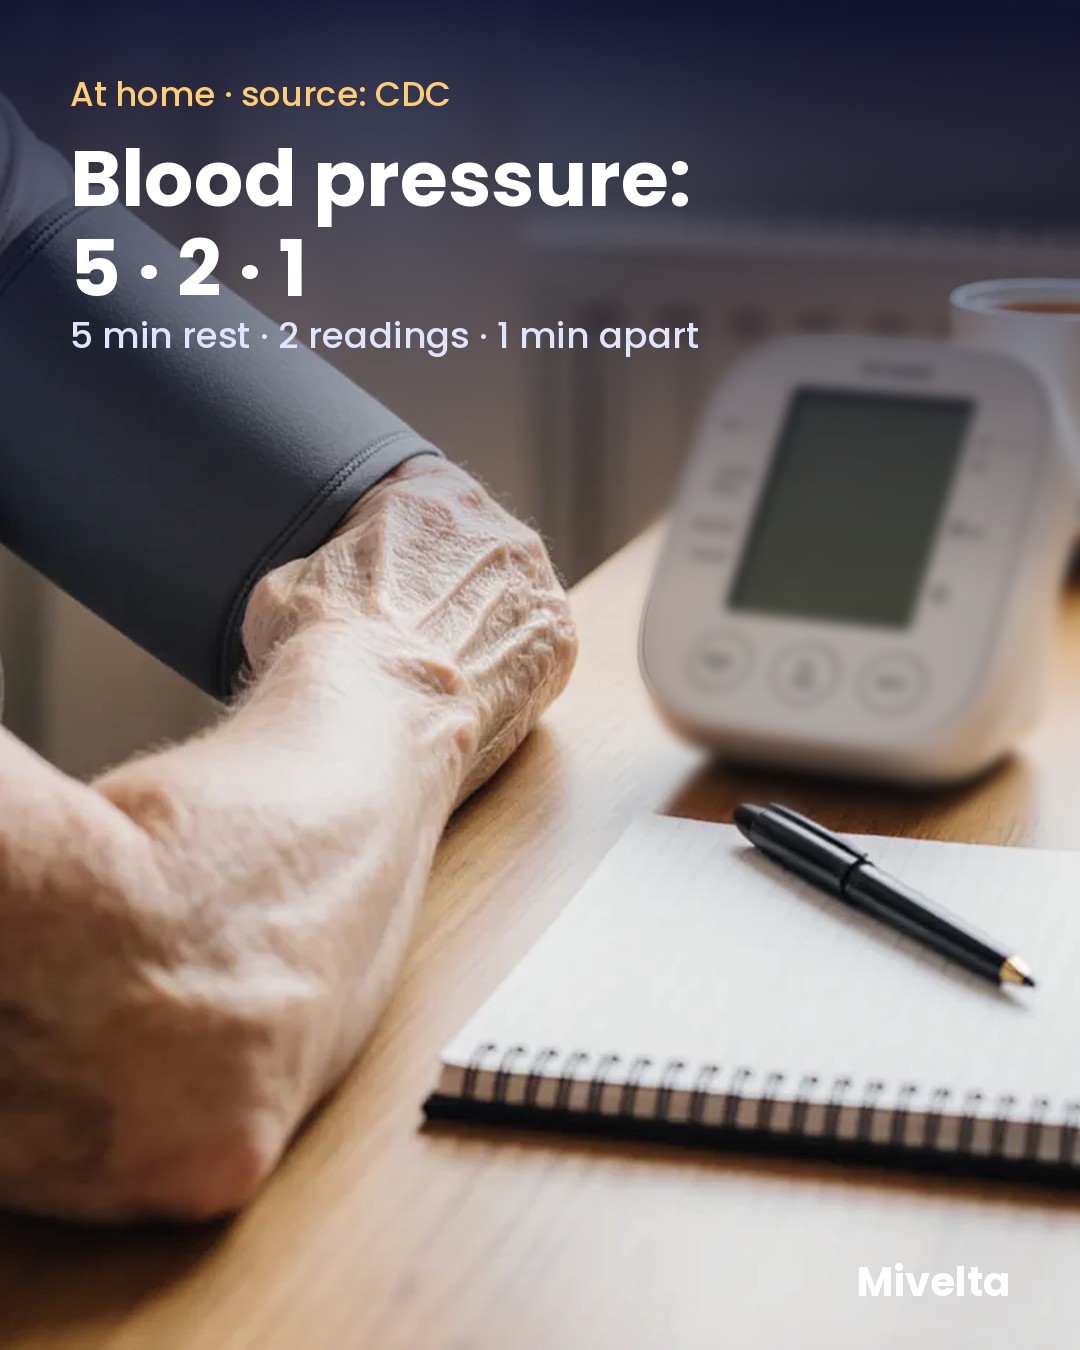 At home · source: CDC
Blood pressure:
5 · 2 · 1
5 min rest · 2 readings · 1 min apart
Mivelta